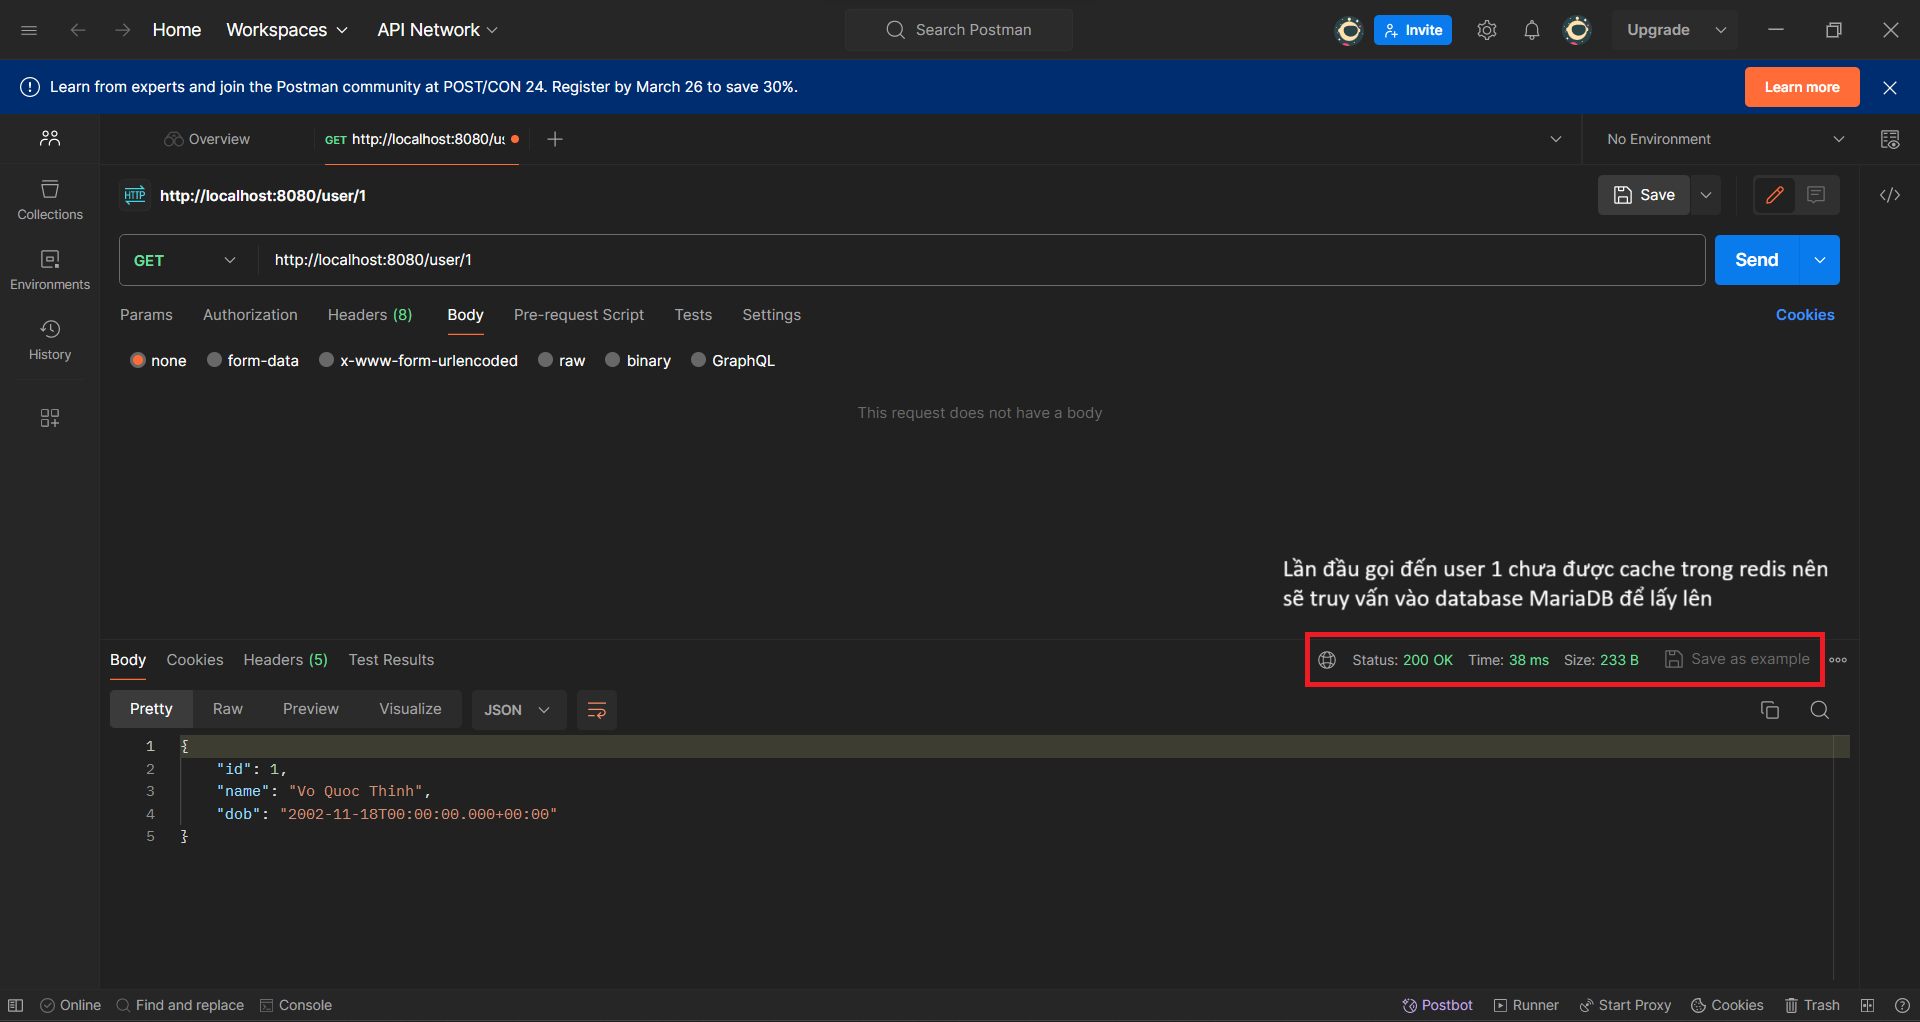 Home Workspaces API Network Search Postman Invite Upgrade
Learn from experts and join the Postman community at POST/CON 24. Register by March 26 to save 30%. Learn more
Overview GET http://localhost:8080/us No Environment
HTTP http://localhost:8080/user/1 Save
Collections
GET http://localhost:8080/user/1 Send
Environments
Params Authorization Headers (8) Body Pre-request Script Tests Settings Cookies
History
none form-data x-www-form-urlencoded raw binary GraphQL
This request does not have a body
Lần đầu gọi đến user 1 chưa được cache trong redis nên
sẽ truy vấn vào database MariaDB để lấy lên
Body Cookies Headers (5) Test Results Status: 200 OK Time: 38 ms Size: 233 B Save as example
Pretty Raw Preview Visualize JSON
1 {
2 "id": 1,
3 "name": "Vo Quoc Thinh",
4 "dob": "2002-11-18T00:00:00.000+00:00"
5 }
Online Find and replace Console Postbot Runner Start Proxy Cookies Trash